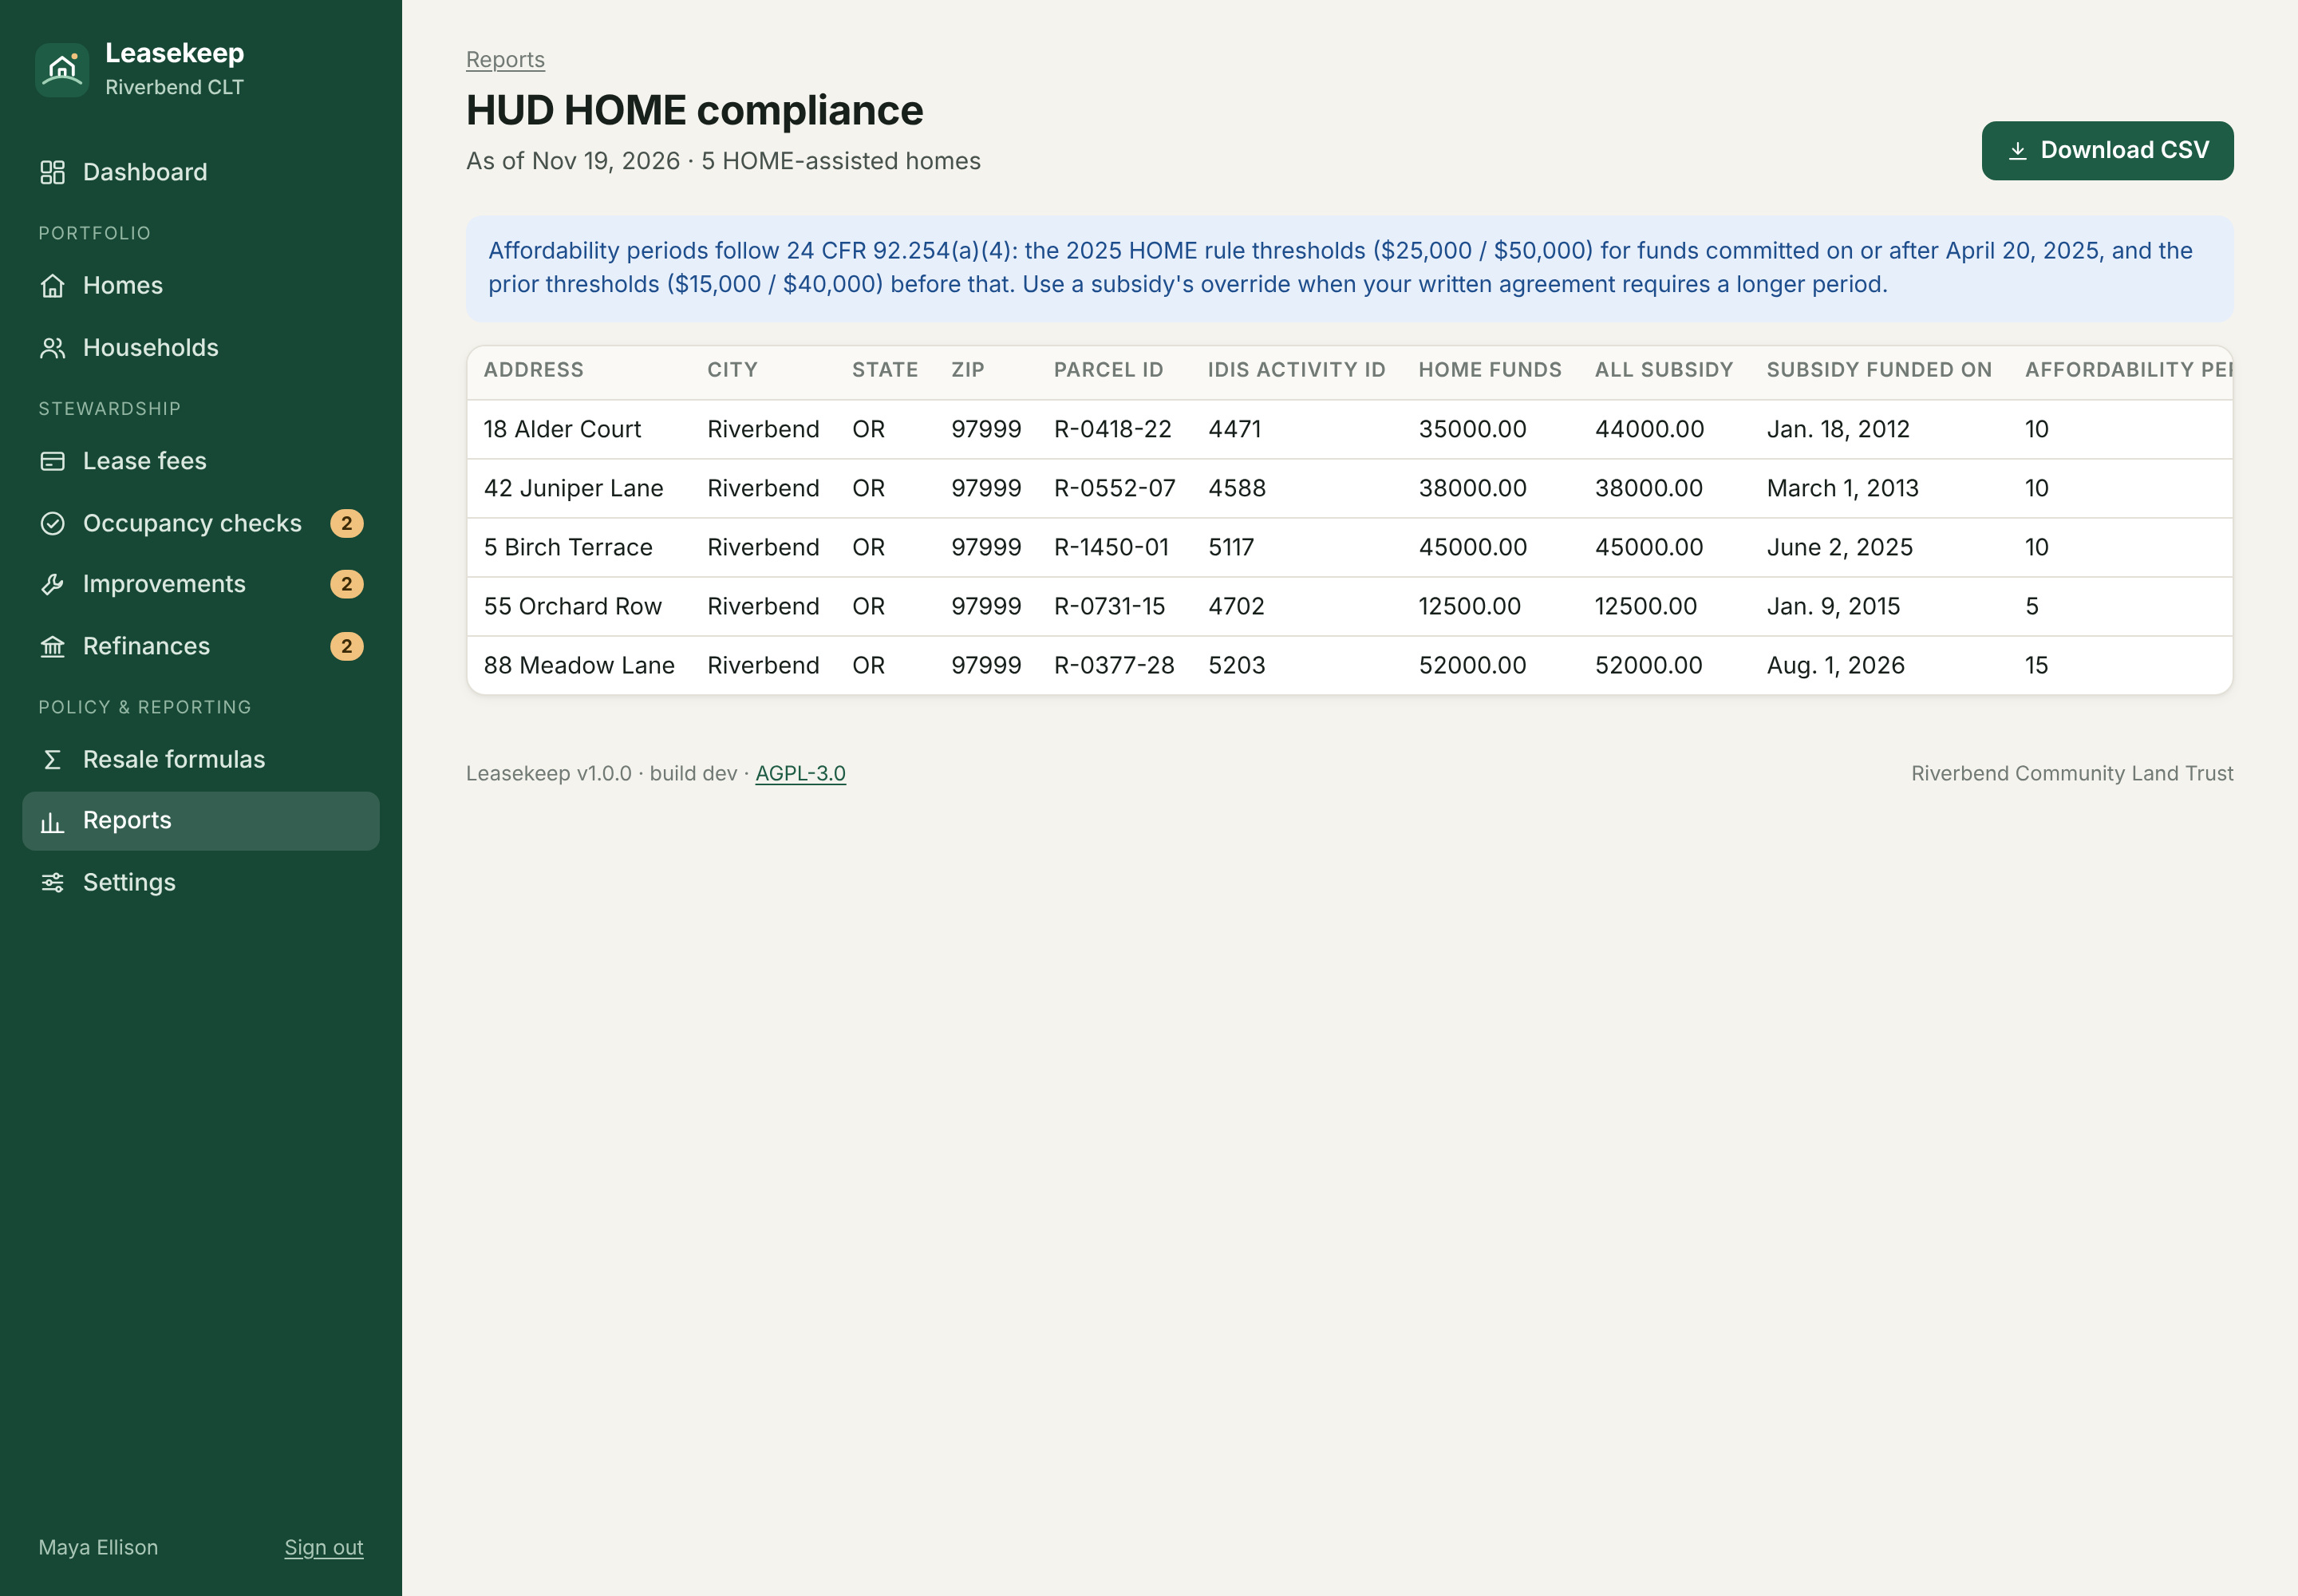 Leasekeep
Riverbend CLT
Dashboard
PORTFOLIO
Homes
Households
STEWARDSHIP
Lease fees
Occupancy checks 2
Improvements 2
Refinances 2
POLICY & REPORTING
Resale formulas
Reports
Settings
Maya Ellison Sign out
Reports
HUD HOME compliance
As of Nov 19, 2026 · 5 HOME-assisted homes
Download CSV
Affordability periods follow 24 CFR 92.254(a)(4): the 2025 HOME rule thresholds ($25,000 / $50,000) for funds committed on or after April 20, 2025, and the
prior thresholds ($15,000 / $40,000) before that. Use a subsidy's override when your written agreement requires a longer period.
ADDRESS CITY STATE ZIP PARCEL ID IDIS ACTIVITY ID HOME FUNDS ALL SUBSIDY SUBSIDY FUNDED ON AFFORDABILITY
18 Alder Court Riverbend OR 97999 R-0418-22 4471 35000.00 44000.00 Jan. 18, 2012 10
42 Juniper Lane Riverbend OR 97999 R-0552-07 4588 38000.00 38000.00 March 1, 2013 10
5 Birch Terrace Riverbend OR 97999 R-1450-01 5117 45000.00 45000.00 June 2, 2025 10
55 Orchard Row Riverbend OR 97999 R-0731-15 4702 12500.00 12500.00 Jan. 9, 2015 5
88 Meadow Lane Riverbend OR 97999 R-0377-28 5203 52000.00 52000.00 Aug. 1, 2026 15
Leasekeep v1.0.0 · build dev · AGPL-3.0
Riverbend Community Land Trust